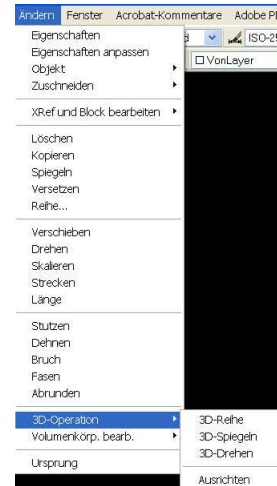 Ändern Fenster Acrobat-Kommentare Adobe P
ISO-25
VonLayer
Eigenschaften
Eigenschaften anpassen
Objekt
Zuschneiden
XRef und Block bearbeiten
Löschen
Kopieren
Spiegeln
Versetzen
Reihe...
Verschieben
Drehen
Skalieren
Strecken
Länge
Stutzen
Dehnen
Bruch
Fasen
Abrunden
3D-Operation
Volumenkörp. bearb.
Ursprung
3D-Reihe
3D-Spiegeln
3D-Drehen
Ausrichten